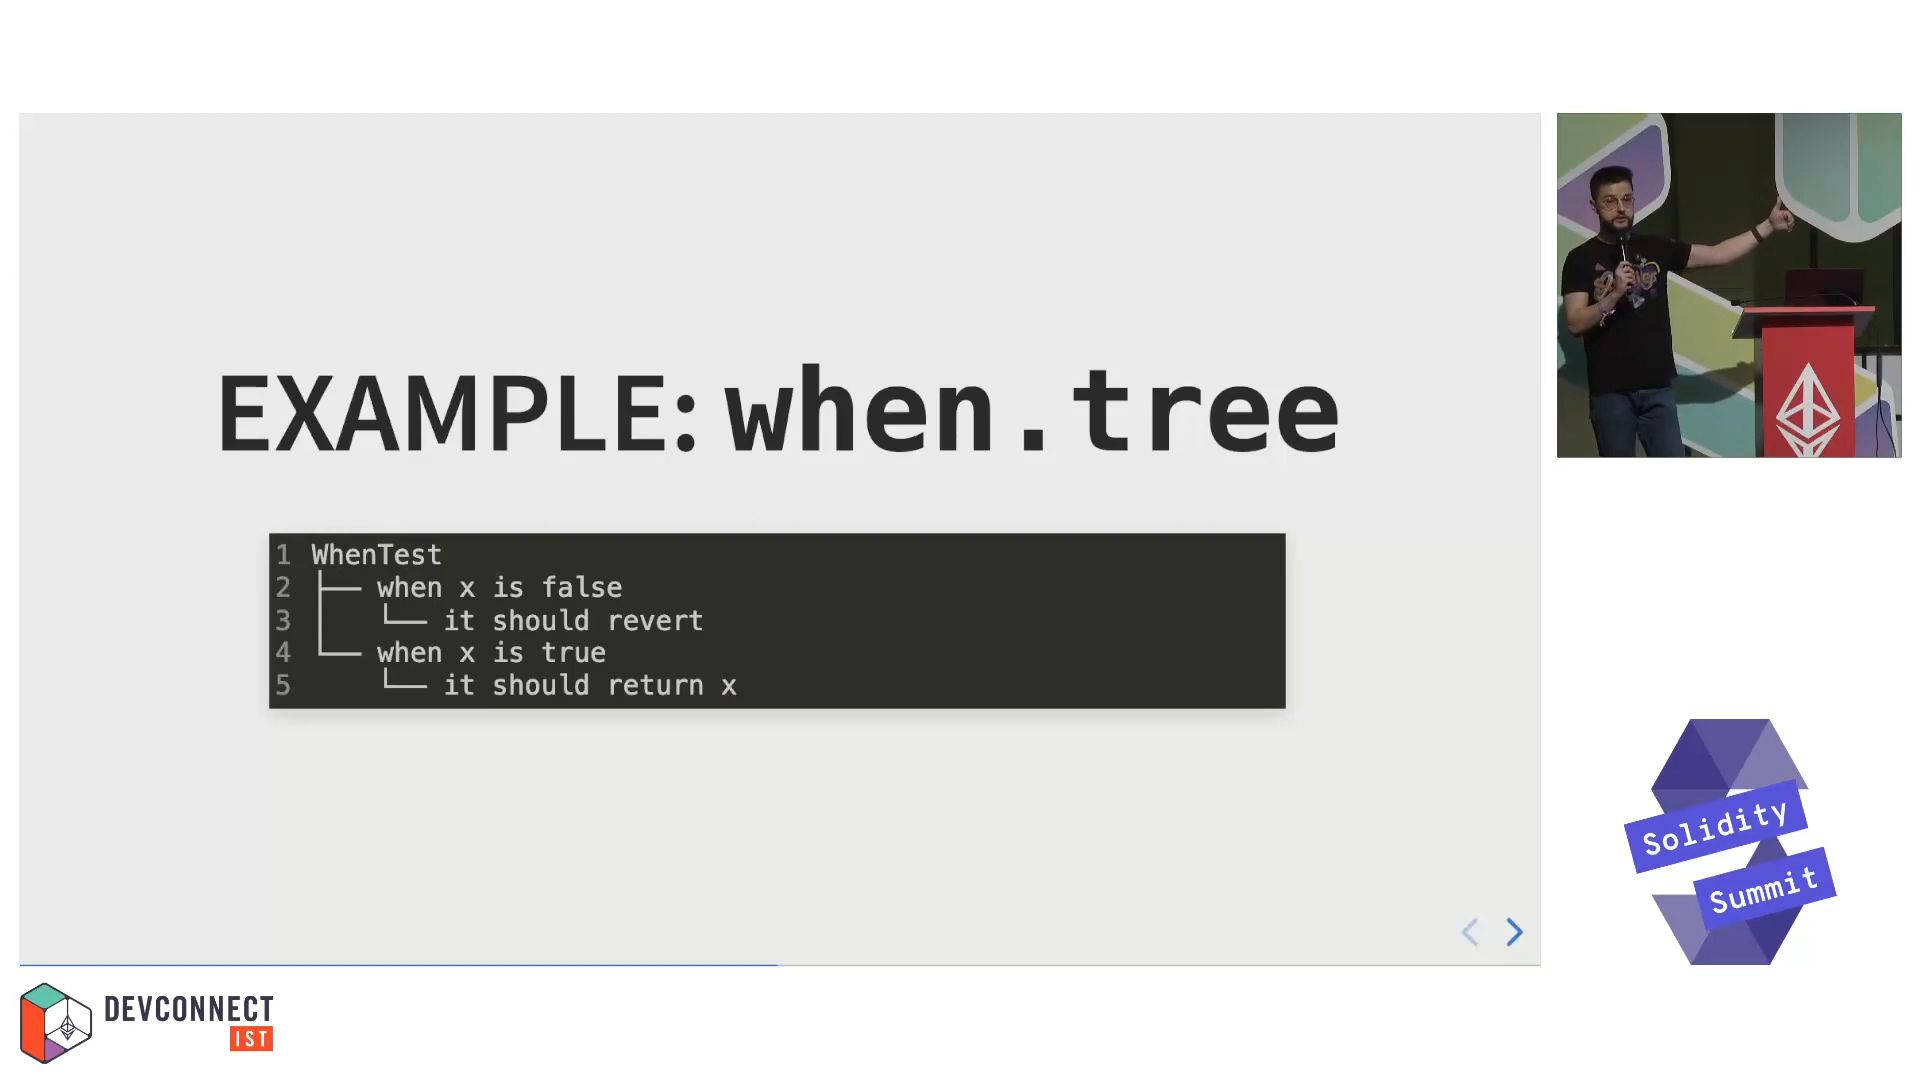 EXAMPLE: when.tree
1 WhenTest
2 ├── when x is false
3 │   └── it should revert
4 └── when x is true
5     └── it should return x
Solidity
Summit
DEVCONNECT
IST